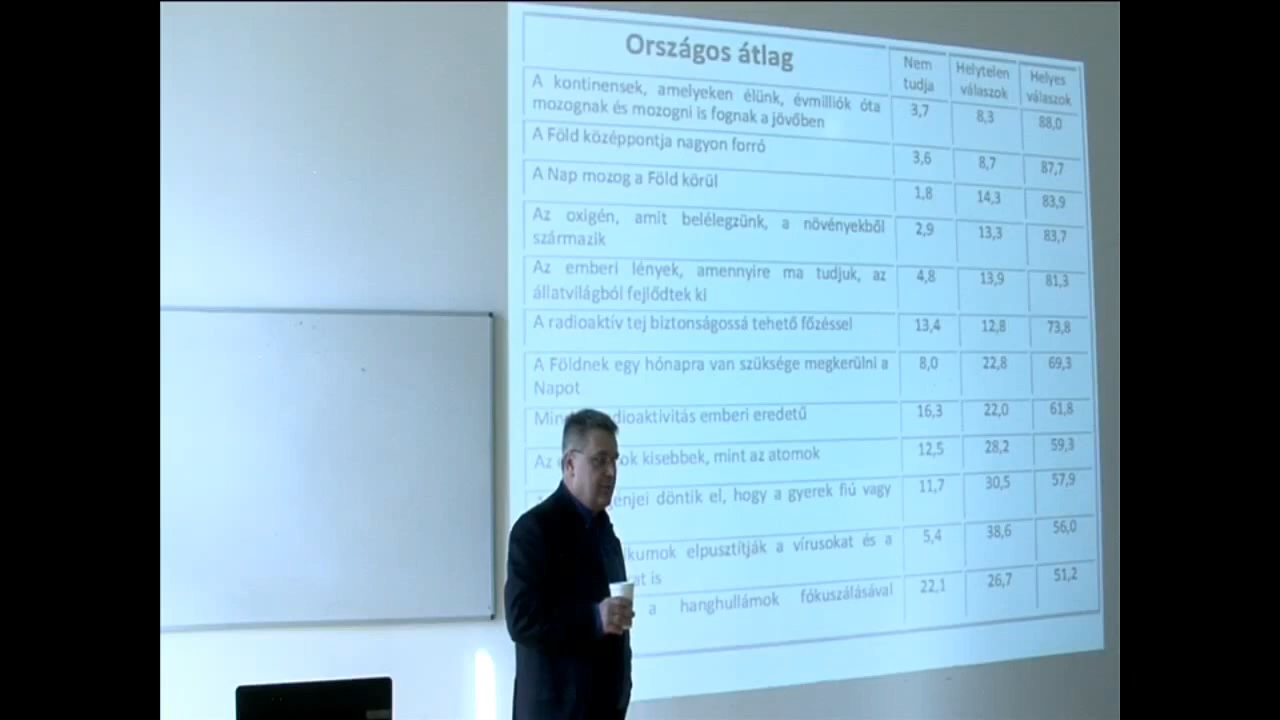 Országos átlag
Nem tudja
Helytelen válaszok
Helyes válaszok
A kontinensek, amelyeken élünk, évmilliók óta
mozognak és mozogni is fognak a jövőben
3,7 8,3 88,0
A Föld középpontja nagyon forró
3,6 8,7 87,7
A Nap mozog a Föld körül
1,8 14,3 83,9
Az oxigén, amit belélegzünk, a növényekből
származik
2,9 13,3 83,7
Az emberi lények, amennyire ma tudjuk, az
állatvilágból fejlődtek ki
4,8 13,9 81,3
A radioaktív tej biztonságossá tehető főzéssel
13,4 12,8 73,8
A Földnek egy hónapra van szüksége megkerülni a
Napot
8,0 22,8 69,3
emberi eredetű
16,3 22,0 61,8
Az kisebbek, mint az atomok
12,5 28,2 59,3
döntik el, hogy a gyerek fiú vagy
11,7 30,5 57,9
elpusztítják a vírusokat és a
is
5,4 38,6 56,0
a hanghullámok fókuszálásával
22,1 26,7 51,2